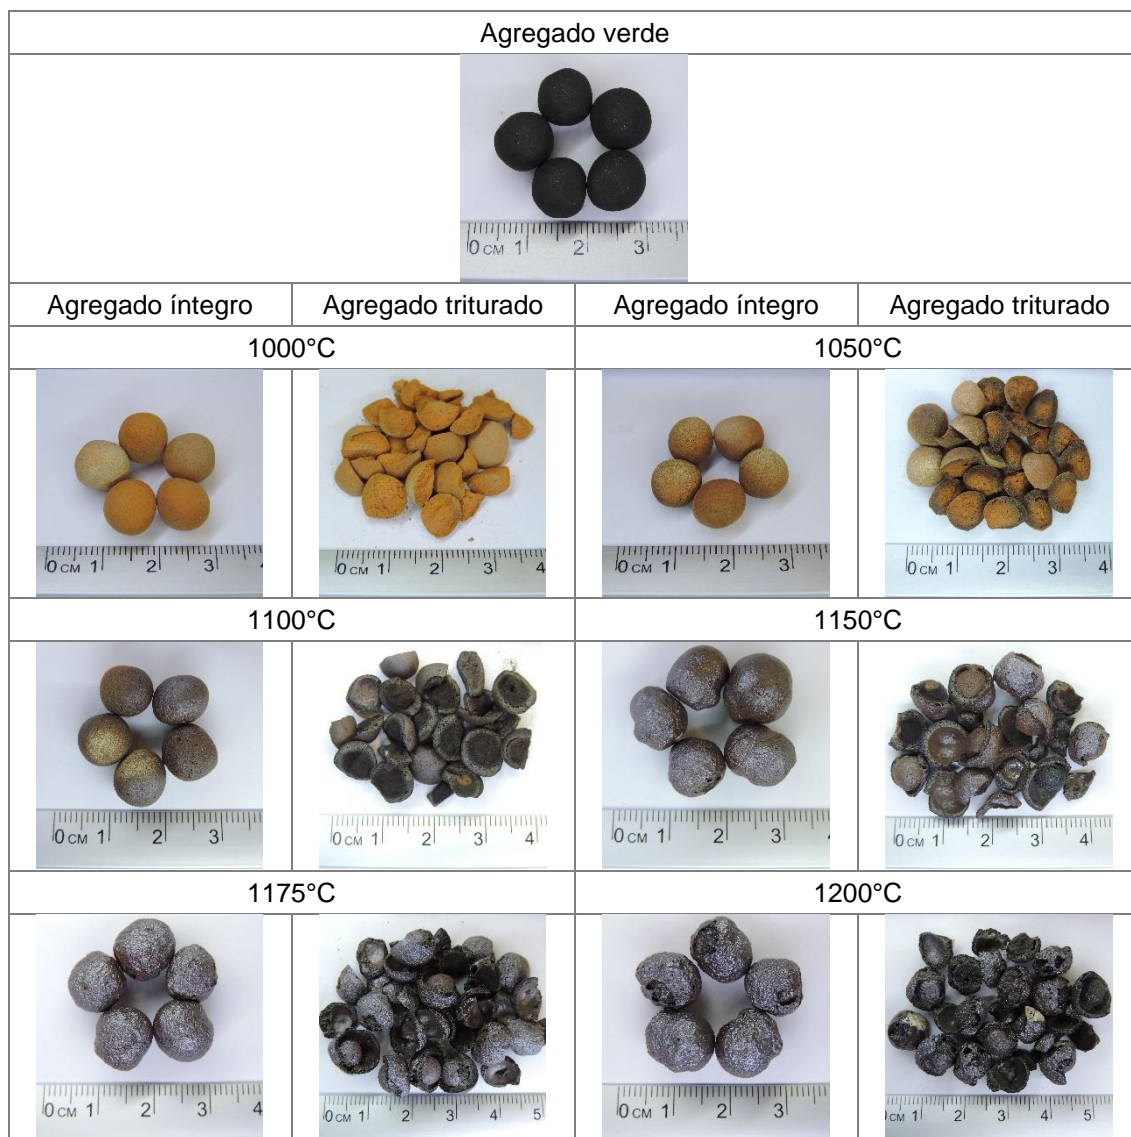 Agregado verde
0 CM 1 2 3
Agregado íntegro Agregado triturado Agregado íntegro Agregado triturado
1000°C 1050°C
0 CM 1 2 3 0 CM 1 2 3 4 0 CM 1 2 3 0 CM 1 2 3 4
1100°C 1150°C
0 CM 1 2 3 0 CM 1 2 3 4 0 CM 1 2 3 0 CM 1 2 3 4
1175°C 1200°C
0 CM 1 2 3 4 0 CM 1 2 3 4 5 0 CM 1 2 3 0 CM 1 2 3 4 5